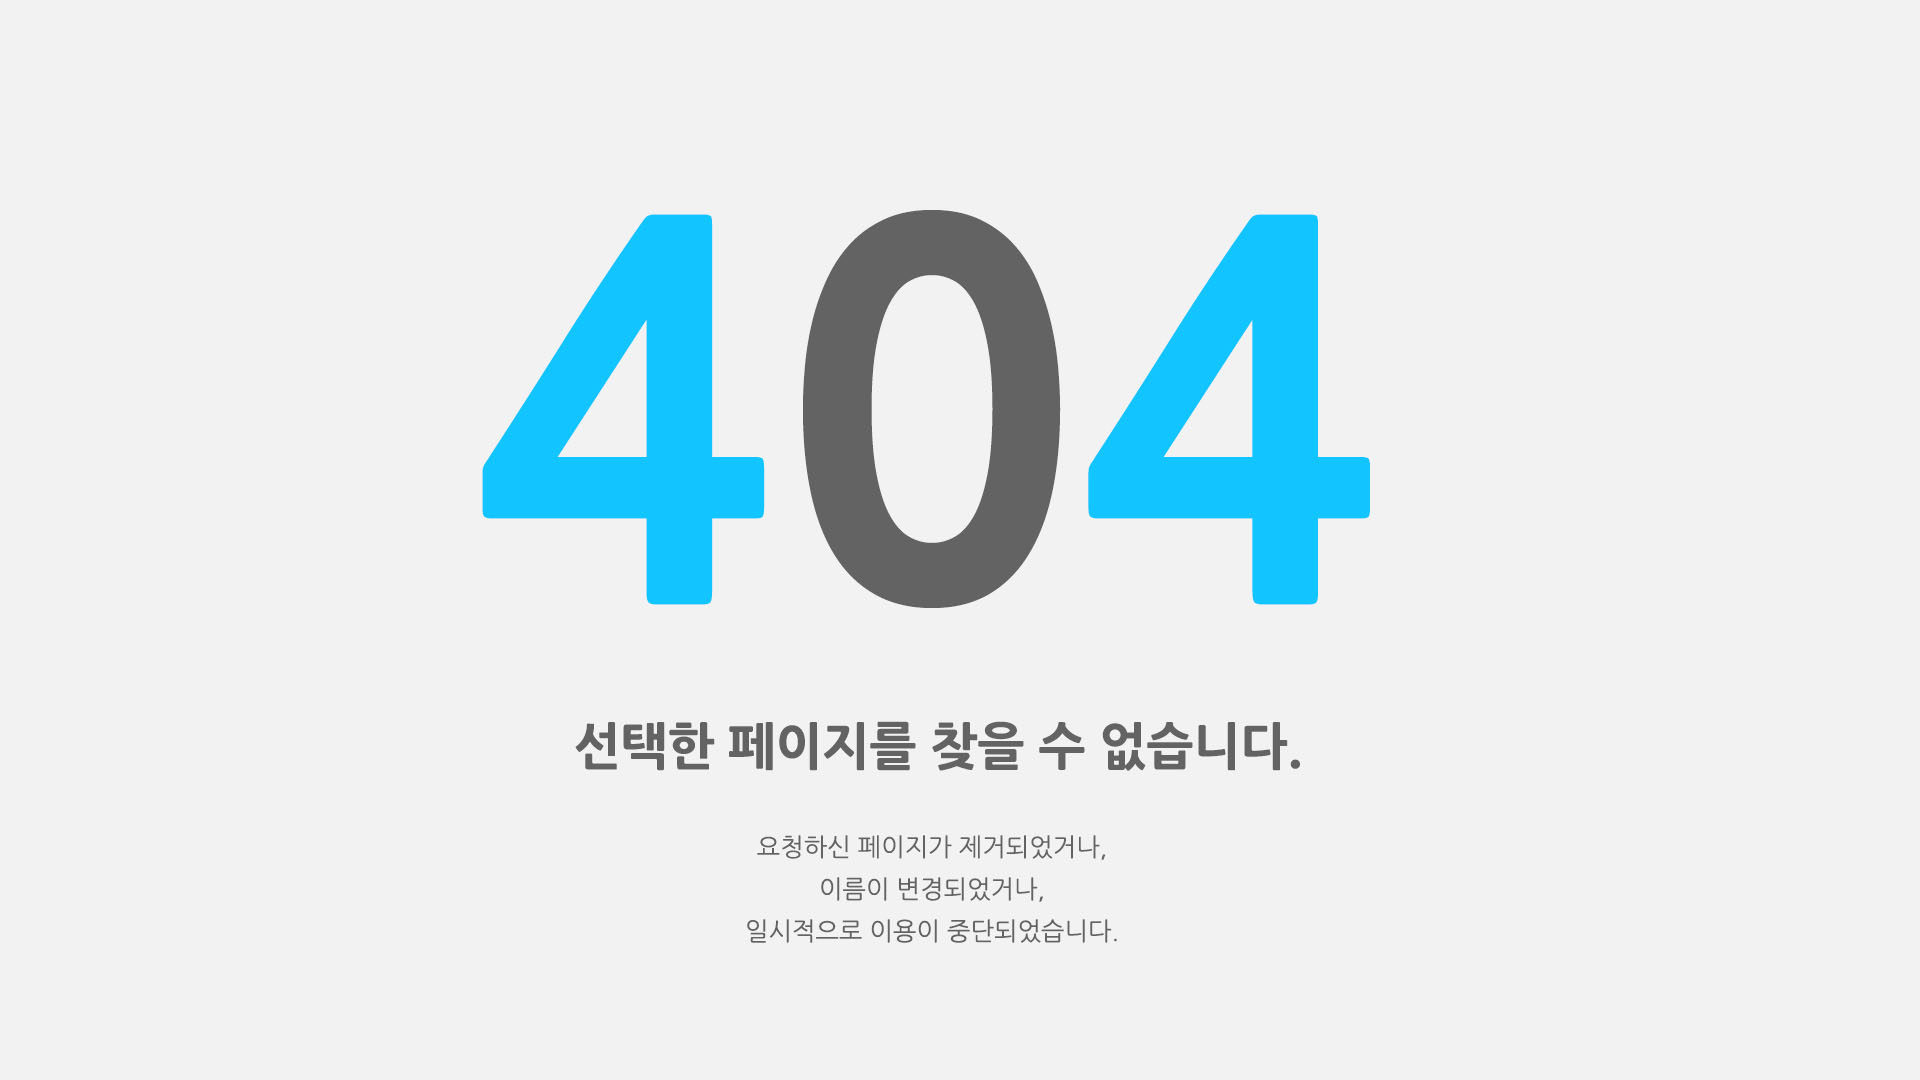 404
선택한 페이지를 찾을 수 없습니다.
요청하신 페이지가 제거되었거나,
이름이 변경되었거나,
일시적으로 이용이 중단되었습니다.